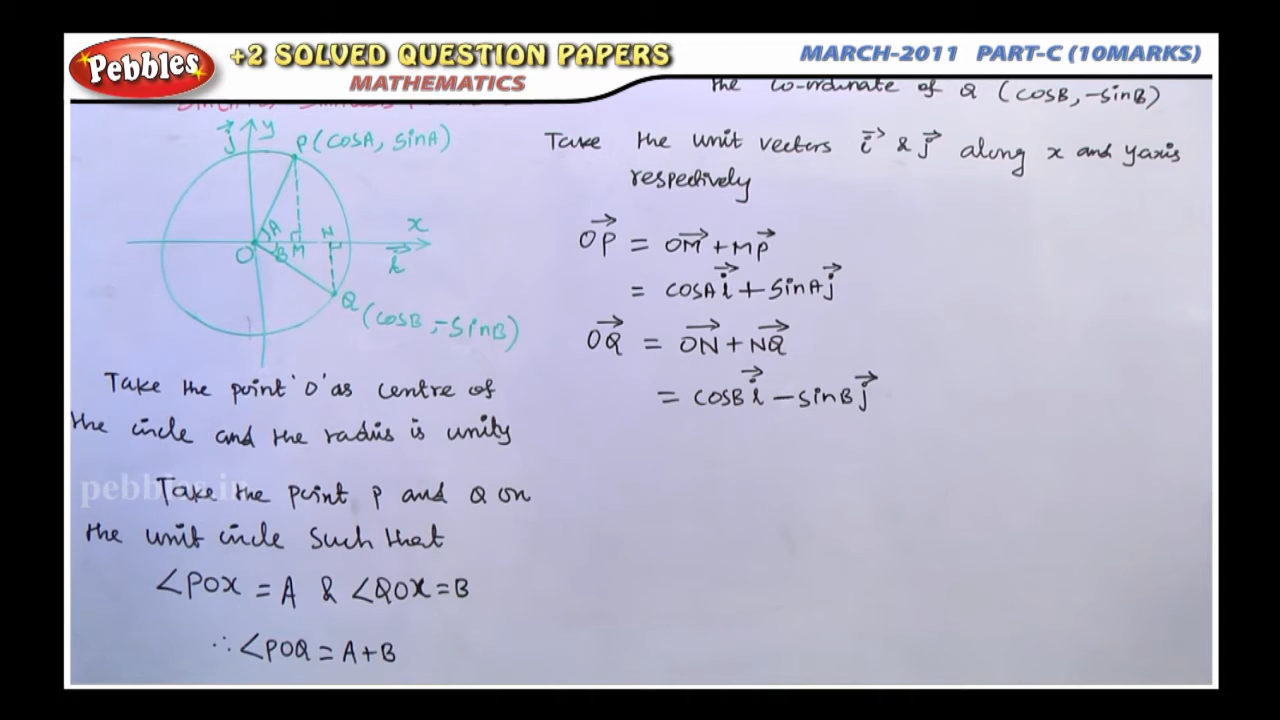 Pebbles
+2 SOLVED QUESTION PAPERS
MATHEMATICS
MARCH-2011 PART-C (10MARKS)
the co-ordinate of Q (cosB, -sinB)
j⃗ y
P(cosA, sinA)
A
x
O B M N
i⃗
Q (cosB, -sinB)
Take the point 'O' as centre of
the circle and the radius is unity
pebbles.in
Take the point P and Q on
the unit circle such that
∠POX = A & ∠QOX = B
∴ ∠POQ = A+B
Take the unit vectors i⃗ & j⃗ along x and y axis
respectively
OP⃗ = OM⃗ + MP⃗
= cosA i⃗ + sinA j⃗
OQ⃗ = ON⃗ + NQ⃗
= cosB i⃗ - sinB j⃗